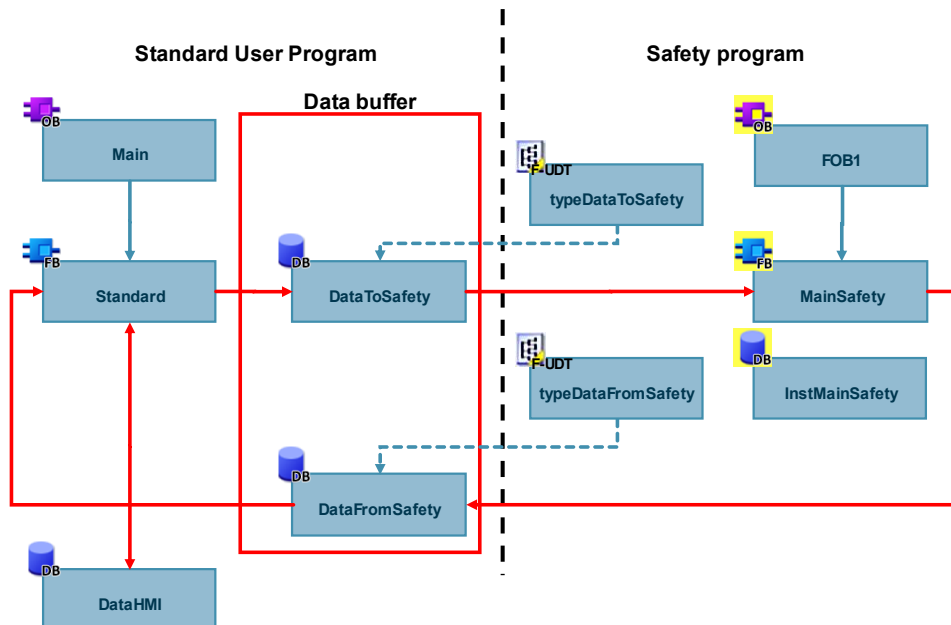 Standard User Program
Safety program
Data buffer
OB
Main
OB
FOB1
F-UDT
typeDataToSafety
FB
Standard
DB
DataToSafety
FB
MainSafety
F-UDT
typeDataFromSafety
DB
InstMainSafety
DB
DataFromSafety
DB
DataHMI